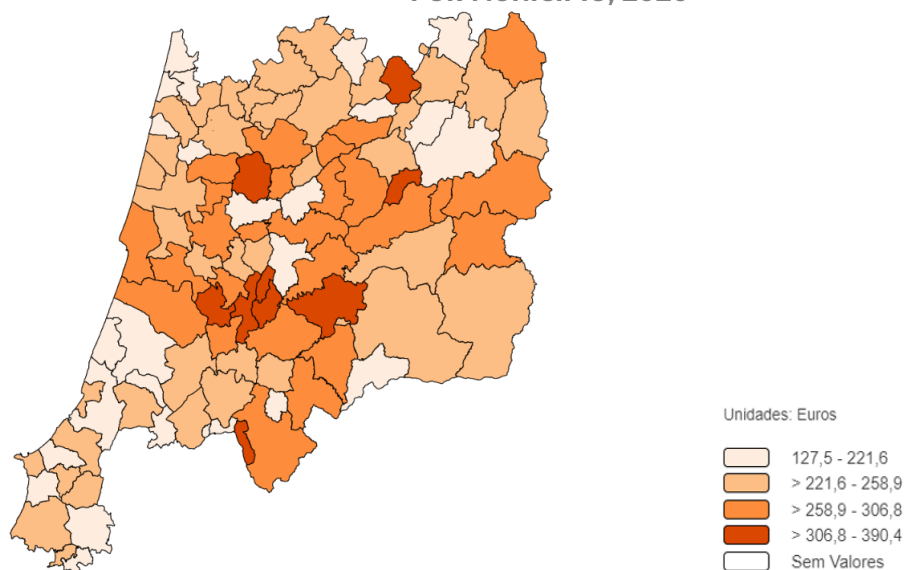 Unidades: Euros
127,5 - 221,6
> 221,6 - 258,9
> 258,9 - 306,8
> 306,8 - 390,4
Sem Valores